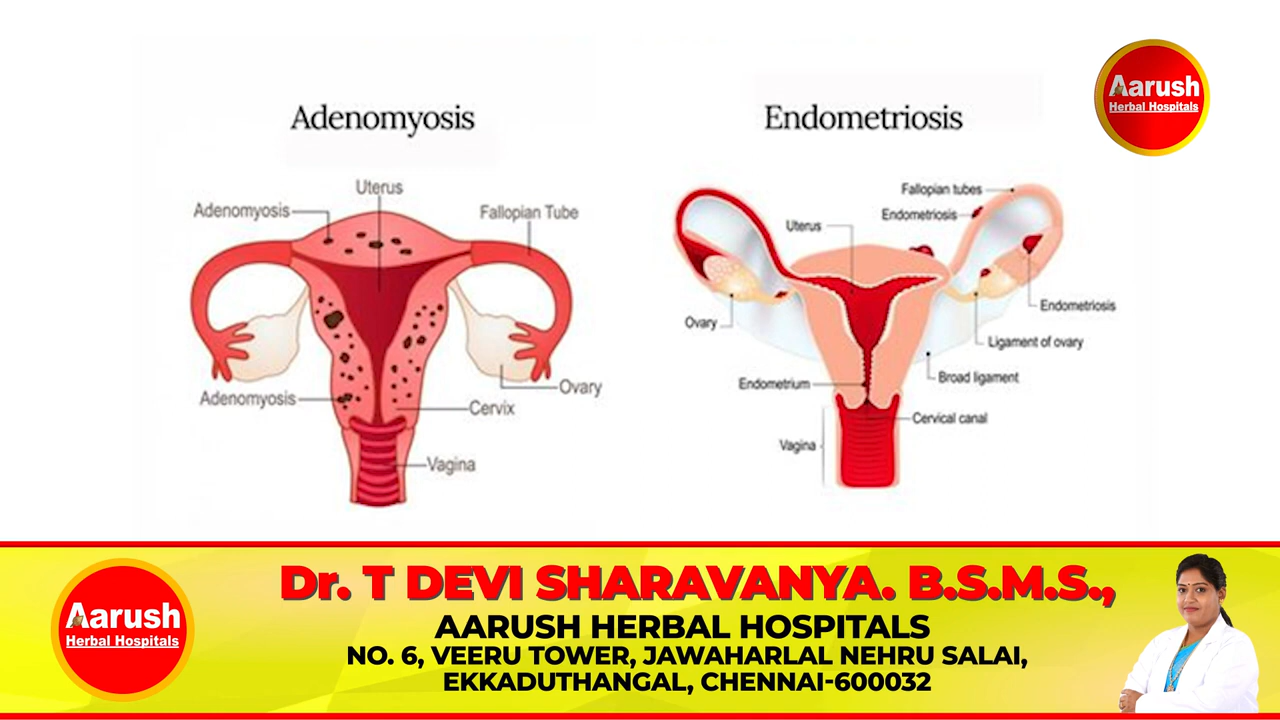 Aarush
Herbal Hospitals
Adenomyosis
Uterus
Adenomyosis
Fallopian Tube
Adenomyosis
Ovary
Cervix
Vagina
Endometriosis
Fallopian tubes
Endometriosis
Uterus
Endometriosis
Ovary
Ligament of ovary
Broad ligament
Endometrium
Cervical canal
Vagina
Aarush
Herbal Hospitals
Dr. T DEVI SHARAVANYA. B.S.M.S.,
AARUSH HERBAL HOSPITALS
NO. 6, VEERU TOWER, JAWAHARLAL NEHRU SALAI,
EKKADUTHANGAL, CHENNAI-600032